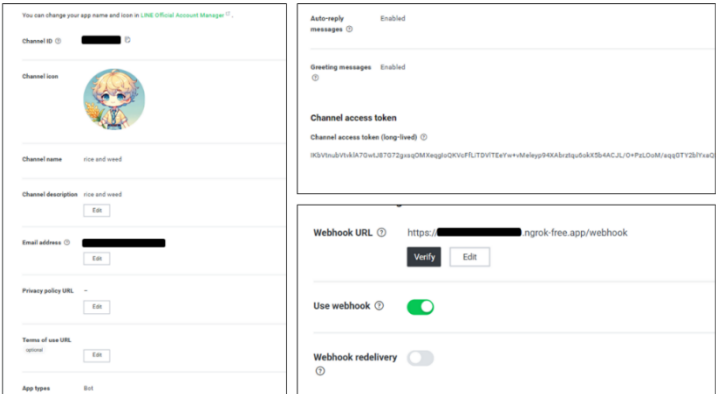 You can change your app name and icon in LINE Official Account Manager.
Channel ID
Channel icon
Channel name rice and weed
Channel description rice and weed
Edit
Email address
Edit
Privacy policy URL -
Edit
Terms of use URL
optional
Edit
App types Bot
Auto-reply messages Enabled
Greeting messages Enabled
Channel access token
Channel access token (long-lived)
Webhook URL https:// .ngrok-free.app/webhook
Verify Edit
Use webhook
Webhook redelivery